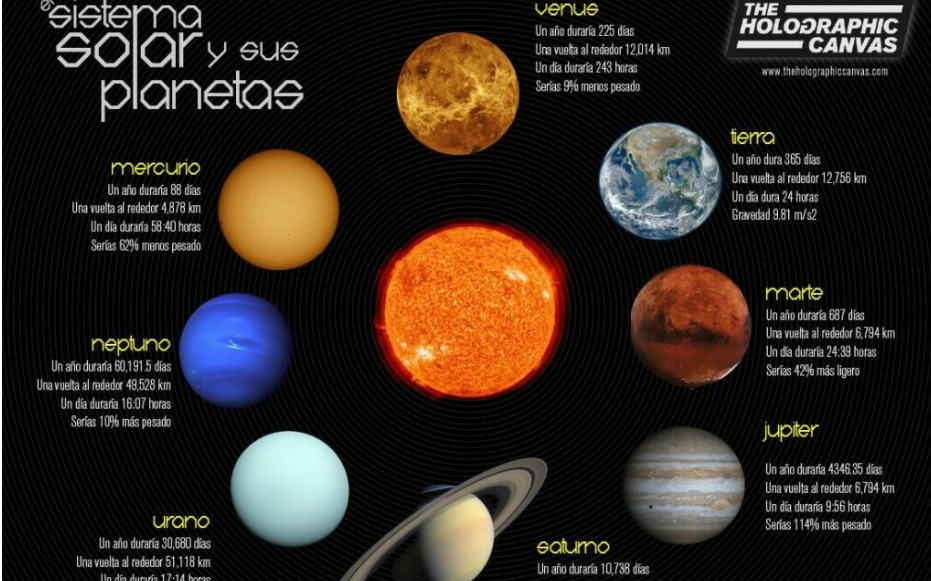 el
sistema
solar y sus
planetas
venus
Un año duraría 225 días
Una vuelta al rededor 12,014 km
Un día duraría 243 horas
Serías 9% menos pesado
THE
HOLOGRAPHIC
CANVAS
www.theholographiccanvas.com
tierra
Un año dura 365 días
Una vuelta al rededor 12,756 km
Un día dura 24 horas
Gravedad 9.81 m/s2
mercurio
Un año duraría 88 días
Una vuelta al rededor 4,878 km
Un día duraría 58:40 horas
Serías 62% menos pesado
marte
Un año duraría 687 días
Una vuelta al rededor 6,794 km
Un día duraría 24:39 horas
Serías 42% más ligero
neptuno
Un año duraría 60,191.5 días
Una vuelta al rededor 49,528 km
Un día duraría 16:07 horas
Serías 10% más pesado
jupiter
Un año duraría 4346.35 días
Una vuelta al rededor 6,794 km
Un día duraría 9:56 horas
Serías 114% más pesado
urano
Un año duraría 30,680 días
Una vuelta al rededor 51,118 km
Un día duraría 17:14 horas
saturno
Un año duraría 10,738 días